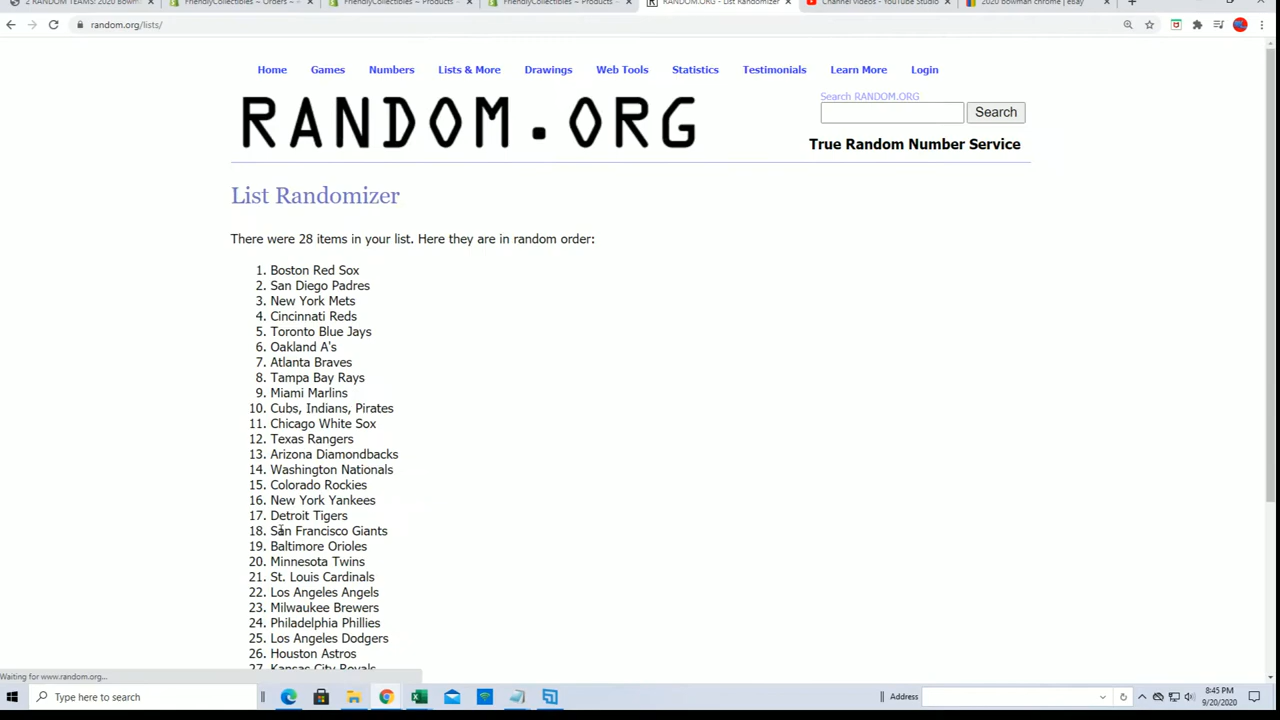 2 RANDOM TEAMS: 2020 Bowm
FriendlyCollectibles ~ Orders ~
FriendlyCollectibles ~ Products ~
FriendlyCollectibles ~ Products ~
RANDOM.ORG - List Randomizer
Channel videos - YouTube Studio
2020 bowman chrome | eBay
random.org/lists/
Home Games Numbers Lists & More Drawings Web Tools Statistics Testimonials Learn More Login
RANDOM.ORG
Search RANDOM.ORG
Search
True Random Number Service
List Randomizer
There were 28 items in your list. Here they are in random order:
1. Boston Red Sox
2. San Diego Padres
3. New York Mets
4. Cincinnati Reds
5. Toronto Blue Jays
6. Oakland A's
7. Atlanta Braves
8. Tampa Bay Rays
9. Miami Marlins
10. Cubs, Indians, Pirates
11. Chicago White Sox
12. Texas Rangers
13. Arizona Diamondbacks
14. Washington Nationals
15. Colorado Rockies
16. New York Yankees
17. Detroit Tigers
18. San Francisco Giants
19. Baltimore Orioles
20. Minnesota Twins
21. St. Louis Cardinals
22. Los Angeles Angels
23. Milwaukee Brewers
24. Philadelphia Phillies
25. Los Angeles Dodgers
26. Houston Astros
27. Kansas City Royals
Waiting for www.random.org...
Type here to search
Address
8:45 PM
9/20/2020